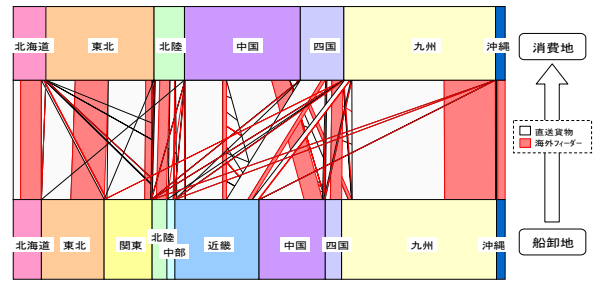 北海道
東北
北陸
中国
四国
九州
沖縄
消費地
直送貨物
海外フィーダー
北海道
東北
関東
北陸
中部
近畿
中国
四国
九州
沖縄
船卸地